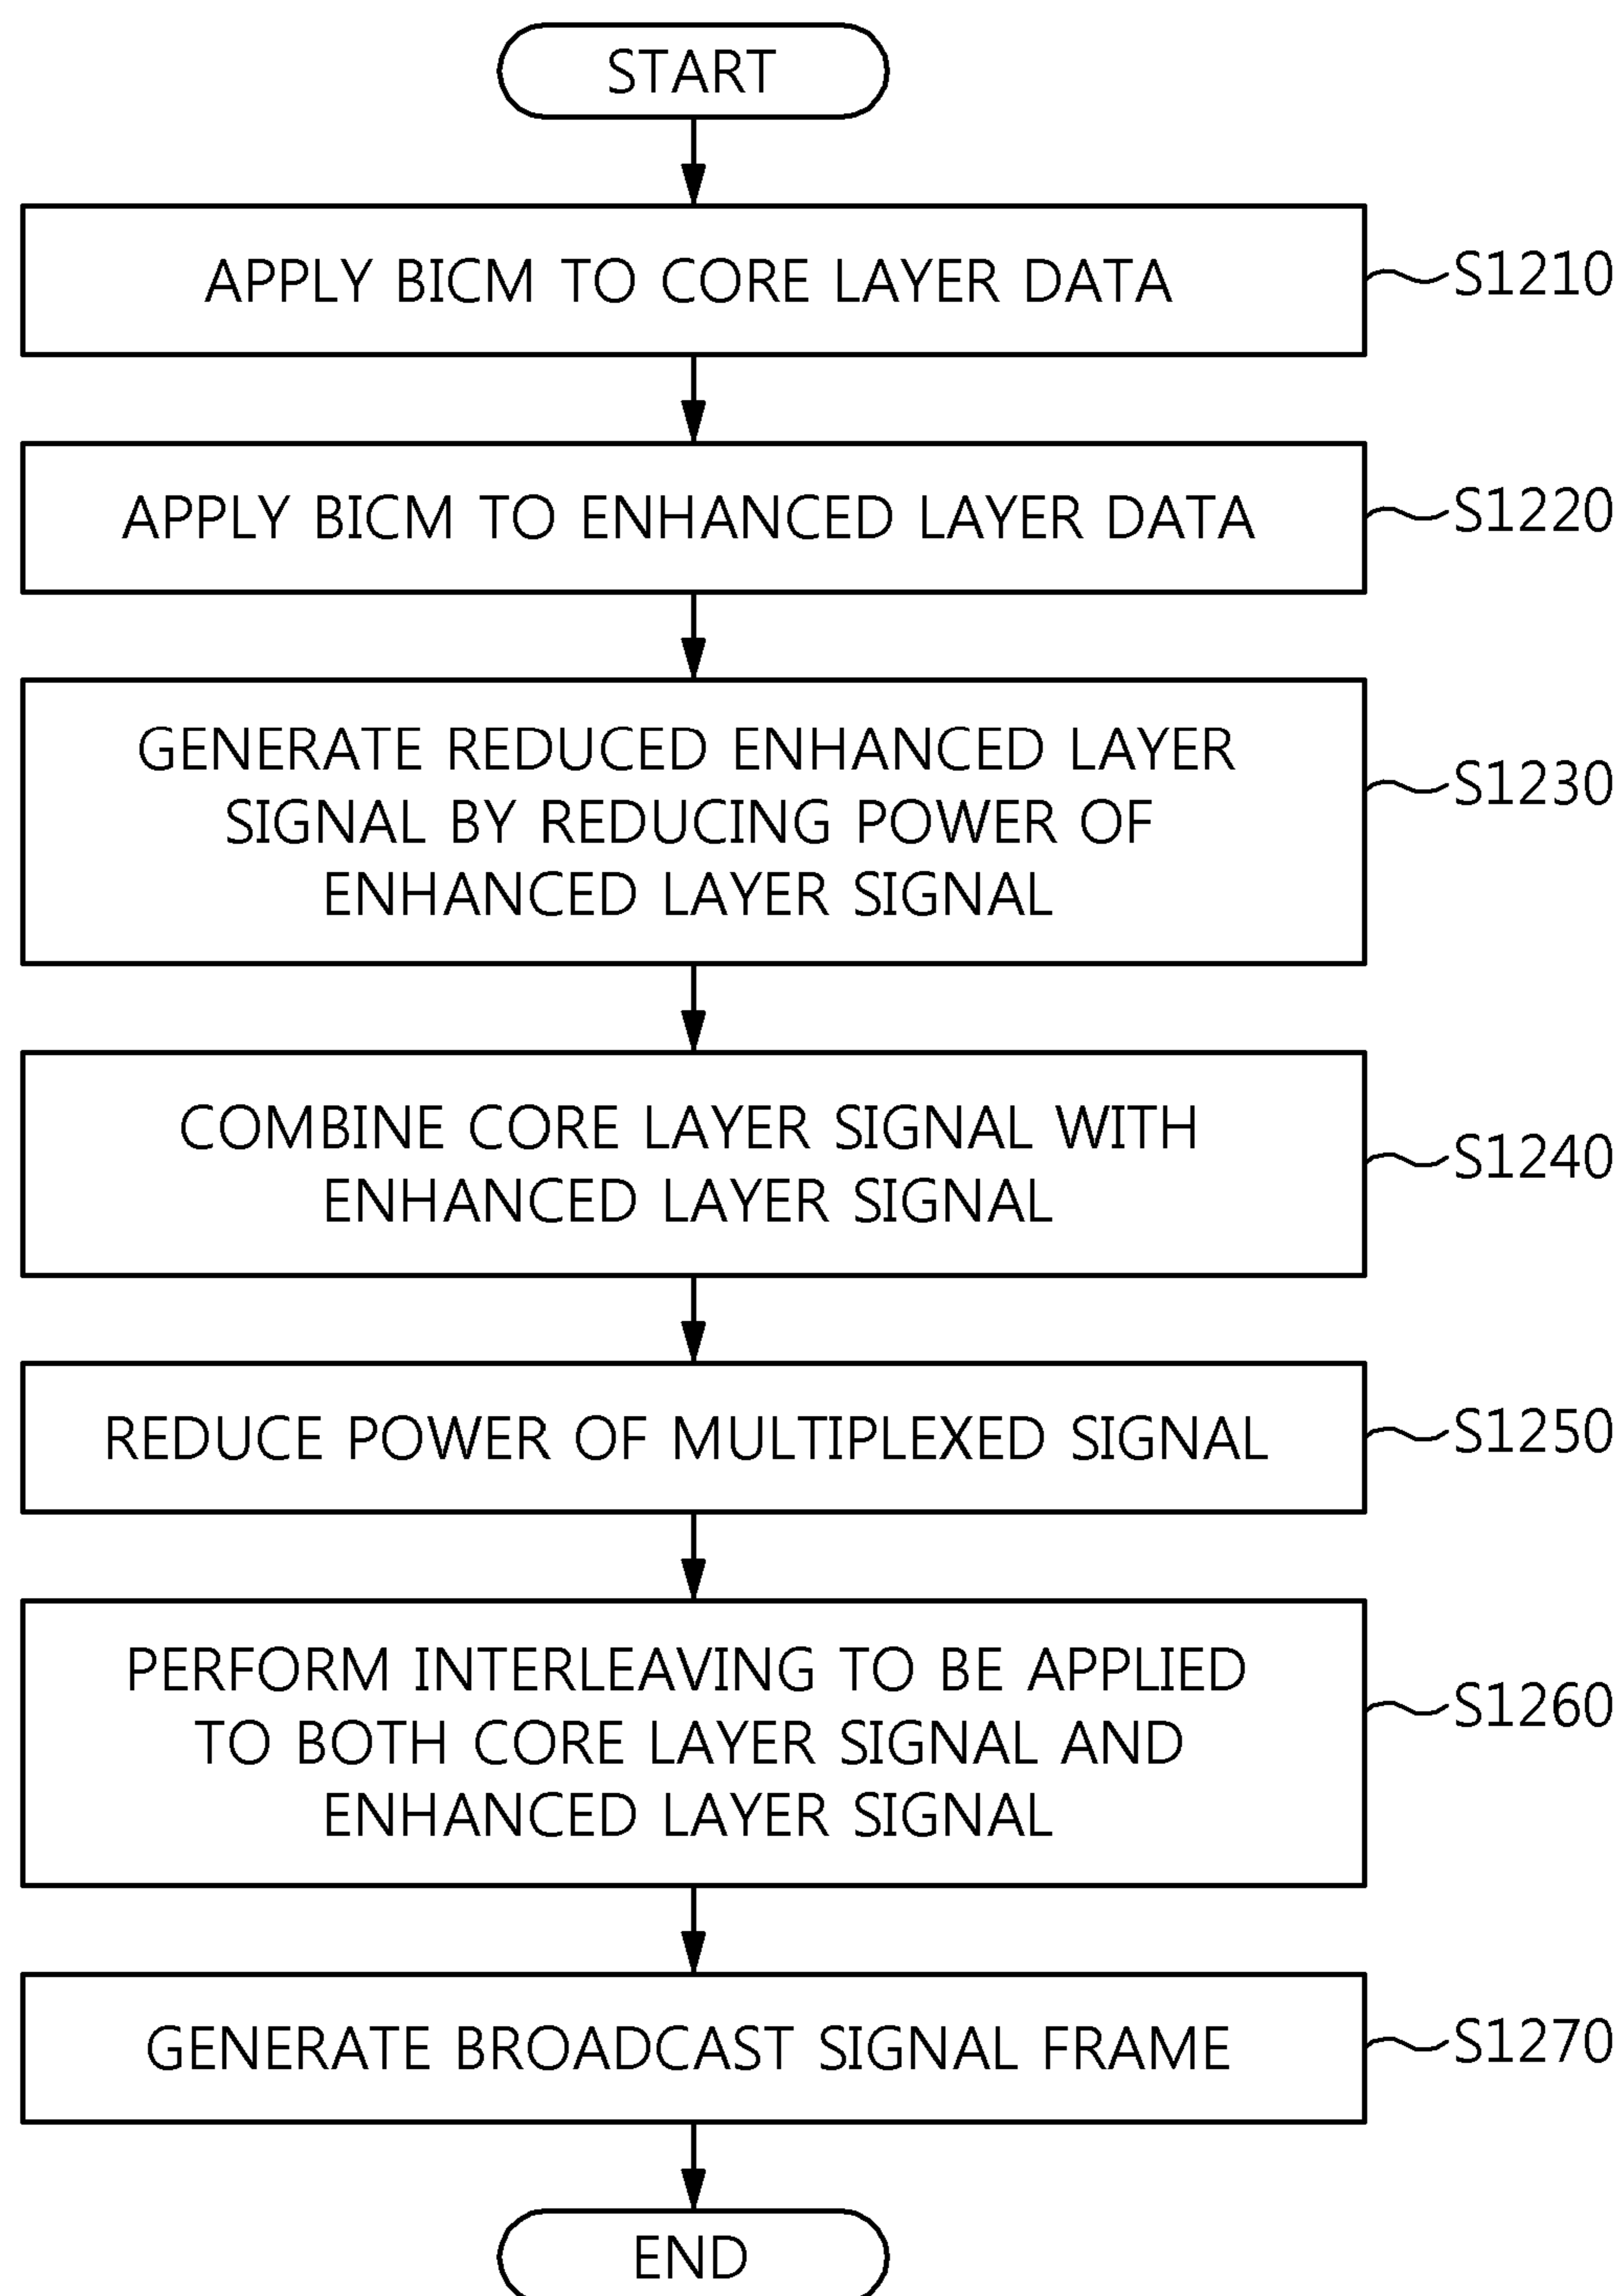 START
APPLY BICM TO CORE LAYER DATA
S1210
APPLY BICM TO ENHANCED LAYER DATA
S1220
GENERATE REDUCED ENHANCED LAYER
SIGNAL BY REDUCING POWER OF
ENHANCED LAYER SIGNAL
S1230
COMBINE CORE LAYER SIGNAL WITH
ENHANCED LAYER SIGNAL
S1240
REDUCE POWER OF MULTIPLEXED SIGNAL
S1250
PERFORM INTERLEAVING TO BE APPLIED
TO BOTH CORE LAYER SIGNAL AND
ENHANCED LAYER SIGNAL
S1260
GENERATE BROADCAST SIGNAL FRAME
S1270
END